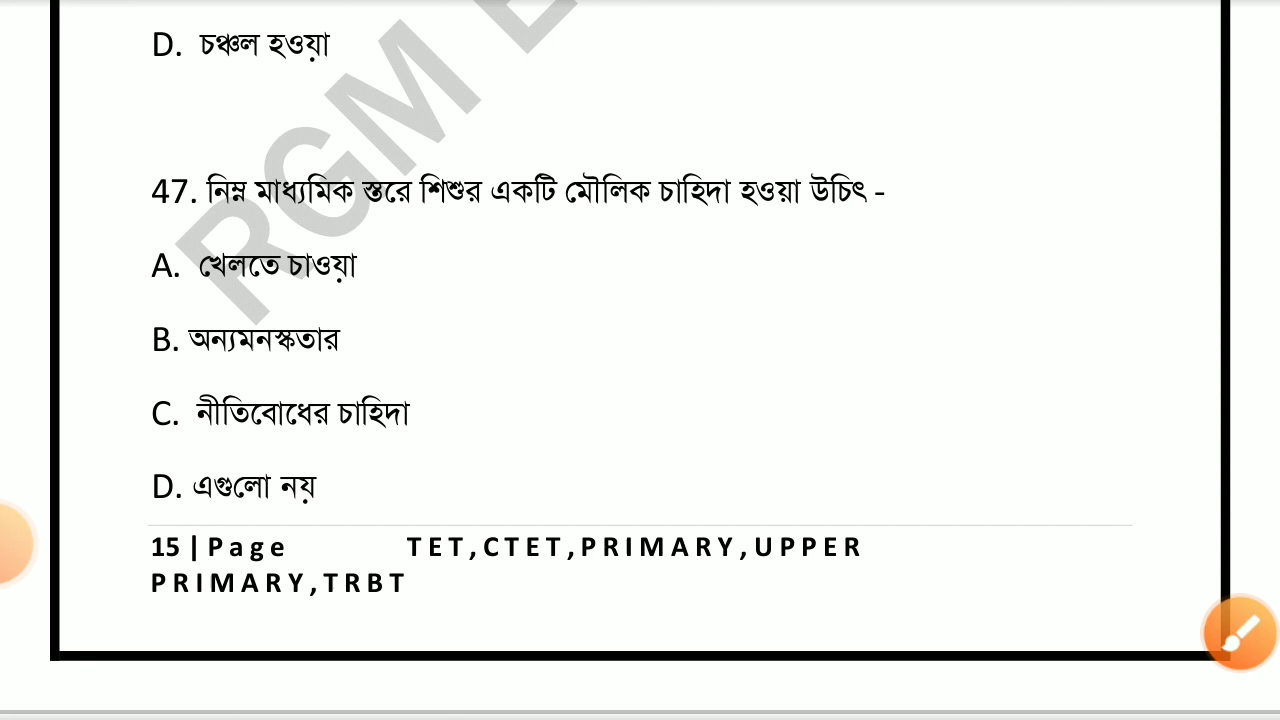 D. চঞ্চল হওয়া
47. নিম্ন মাধ্যমিক স্তরে শিশুর একটি মৌলিক চাহিদা হওয়া উচিৎ -
A. খেলতে চাওয়া
B. অন্যমনস্কতার
C. নীতিবোধের চাহিদা
D. এগুলো নয়
15 | Page TET,CTET,PRIMARY,UPPER
PRIMARY,TRBT
RGM E